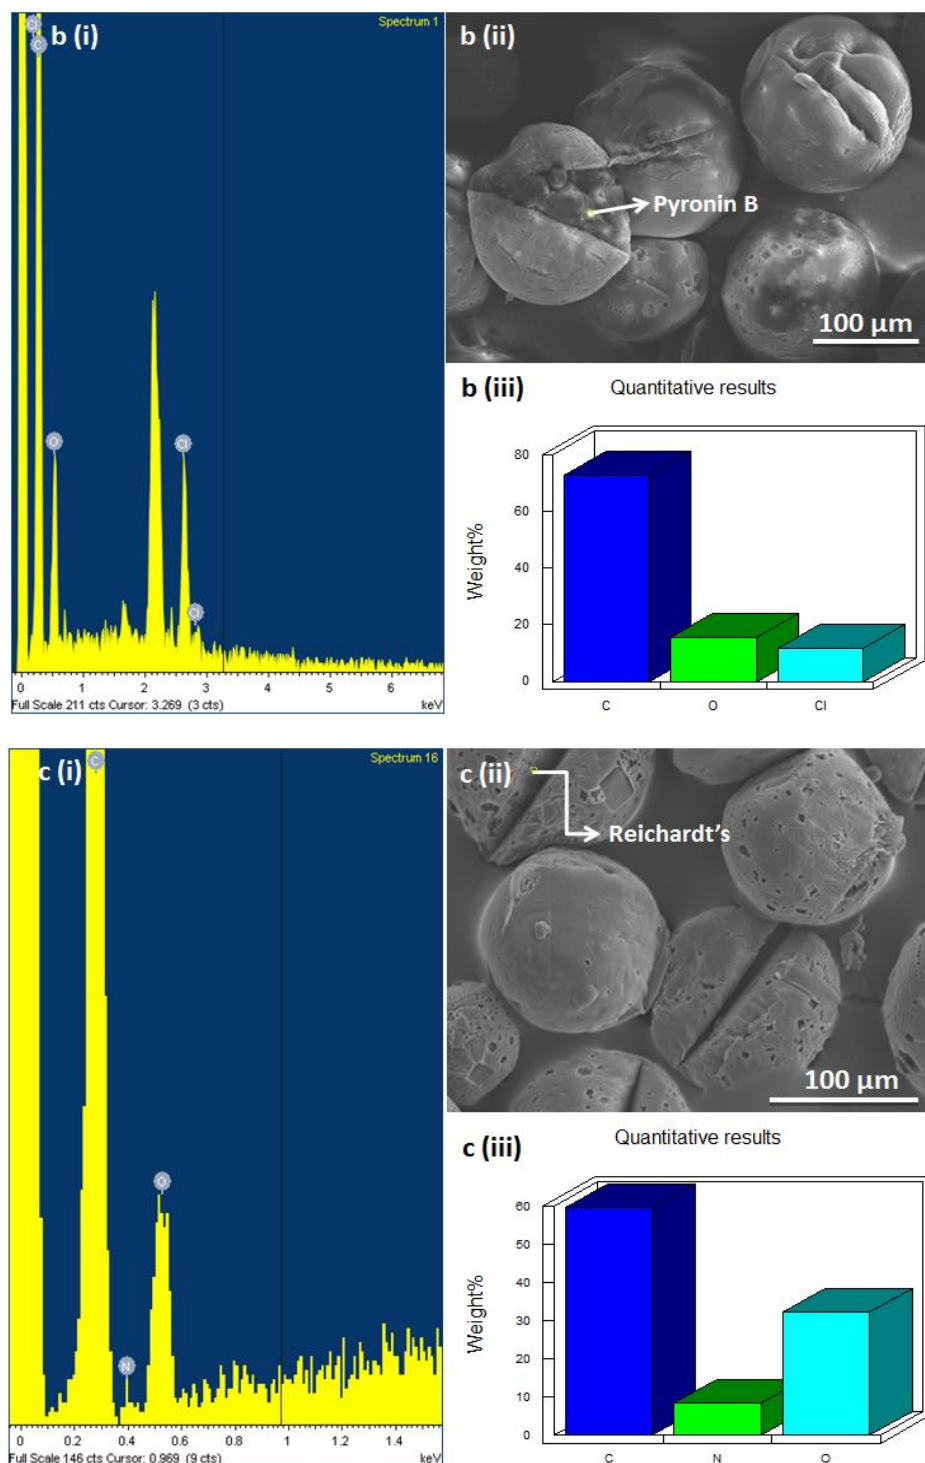 b (i)
Spectrum 1
Cl
C
O
Cl
Cl
0 1 2 3 4 5 6
Full Scale 211 cts Cursor: 3.269 (3 cts)
keV
b (ii)
Pyronin B
100 µm
b (iii)
Quantitative results
Weight%
80
60
40
20
0
C O Cl
c (i)
Spectrum 16
C
O
N
0 0.2 0.4 0.6 0.8 1 1.2 1.4
Full Scale 146 cts Cursor: 0.969 (9 cts)
keV
c (ii)
Reichardt's
100 µm
c (iii)
Quantitative results
Weight%
60
50
40
30
20
10
0
C N O